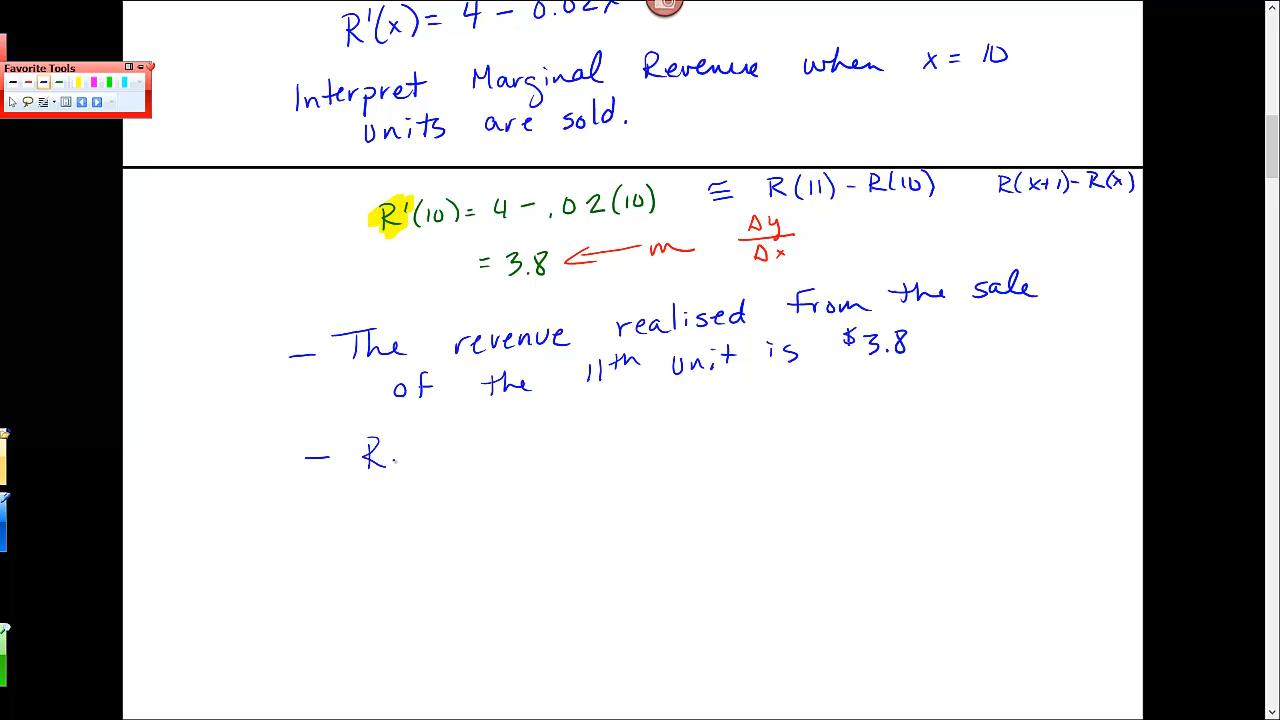 R'(x) = 4 - 0.02x
Favorite Tools
Interpret Marginal Revenue when x = 10
units are sold.
R'(10) = 4 - .02(10) ≅ R(11) - R(10) R(x+1) - R(x)
= 3.8 ← m Δy/Δx
- The revenue realised from the sale
of the 11th unit is $3.8
- R.